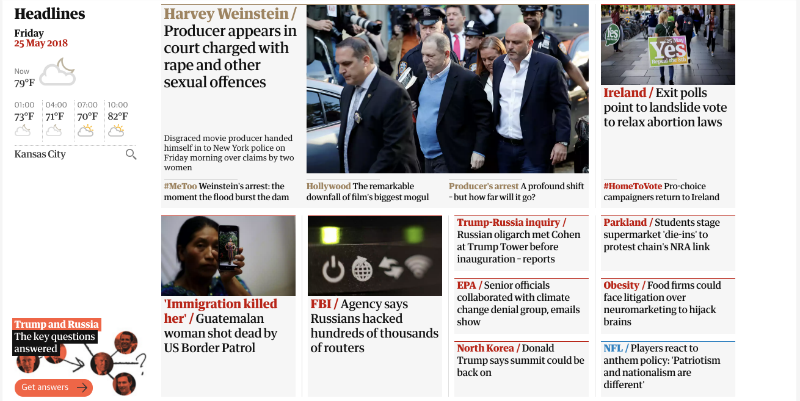 Headlines
Friday
25 May 2018
Now
79°F
01:00 04:00 07:00 10:00
73°F 71°F 70°F 82°F
Kansas City
Trump and Russia
The key questions
answered
Get answers
Harvey Weinstein /
Producer appears in
court charged with
rape and other
sexual offences
Disgraced movie producer handed
himself in to New York police on
Friday morning over claims by two
women
#MeToo Weinstein's arrest: the
moment the flood burst the dam
Hollywood The remarkable
downfall of film's biggest mogul
Producer's arrest A profound shift
– but how far will it go?
Yes
Yes
Ireland / Exit polls
point to landslide vote
to relax abortion laws
#HomeToVote Pro-choice
campaigners return to Ireland
'Immigration killed
her' / Guatemalan
woman shot dead by
US Border Patrol
FBI / Agency says
Russians hacked
hundreds of thousands
of routers
Trump-Russia inquiry /
Russian oligarch met Cohen
at Trump Tower before
inauguration – reports
EPA / Senior officials
collaborated with climate
change denial group, emails
show
North Korea / Donald
Trump says summit could be
back on
Parkland / Students stage
supermarket 'die-ins' to
protest chain's NRA link
Obesity / Food firms could
face litigation over
neuromarketing to hijack
brains
NFL / Players react to
anthem policy: 'Patriotism
and nationalism are
different'